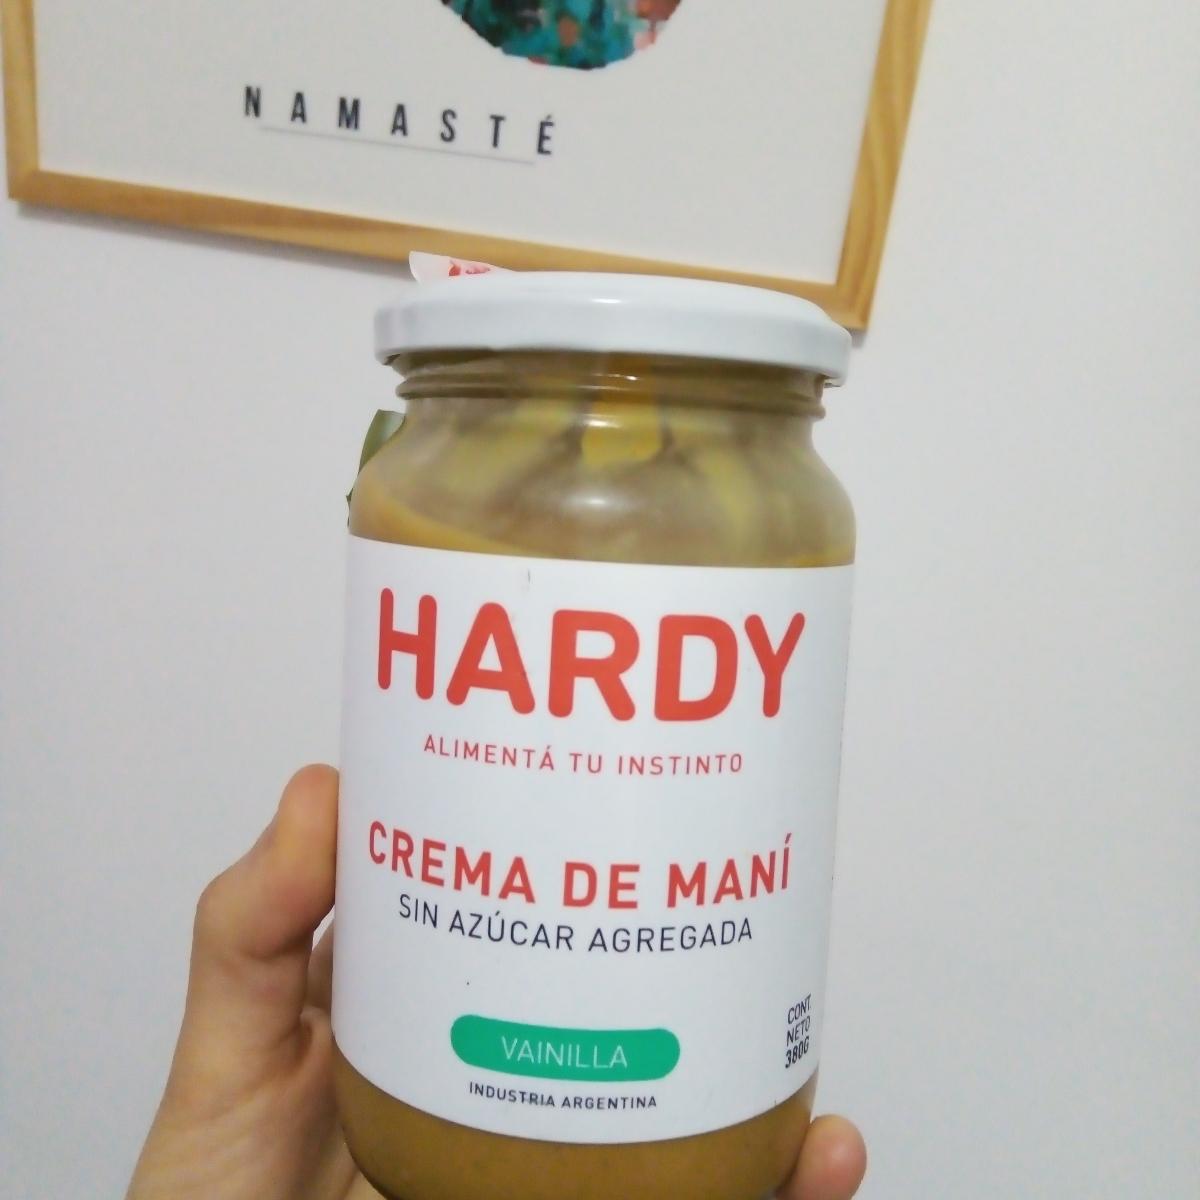 NAMASTÉ
HARDY
ALIMENTÁ TU INSTINTO
CREMA DE MANÍ
SIN AZÚCAR AGREGADA
VAINILLA
INDUSTRIA ARGENTINA
CONT.
NETO
380G